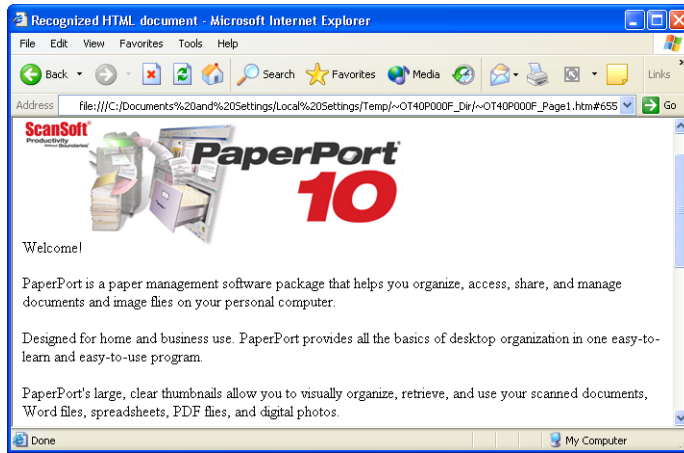 Recognized HTML document - Microsoft Internet Explorer
File Edit View Favorites Tools Help
Back Search Favorites Media Links
Address file:///C:/Documents%20and%20Settings/Local%20Settings/Temp/~OT40P000F_Dir/~OT40P000F_Page1.htm#655 Go
ScanSoft
Productivity
Without Boundaries
PaperPort
10
Welcome!
PaperPort is a paper management software package that helps you organize, access, share, and manage
documents and image flies on your personal computer.
Designed for home and business use. PaperPort provides all the basics of desktop organization in one easy-to-
learn and easy-to-use program.
PaperPort's large, clear thumbnails allow you to visually organize, retrieve, and use your scanned documents,
Word files, spreadsheets, PDF flies, and digital photos.
Done My Computer